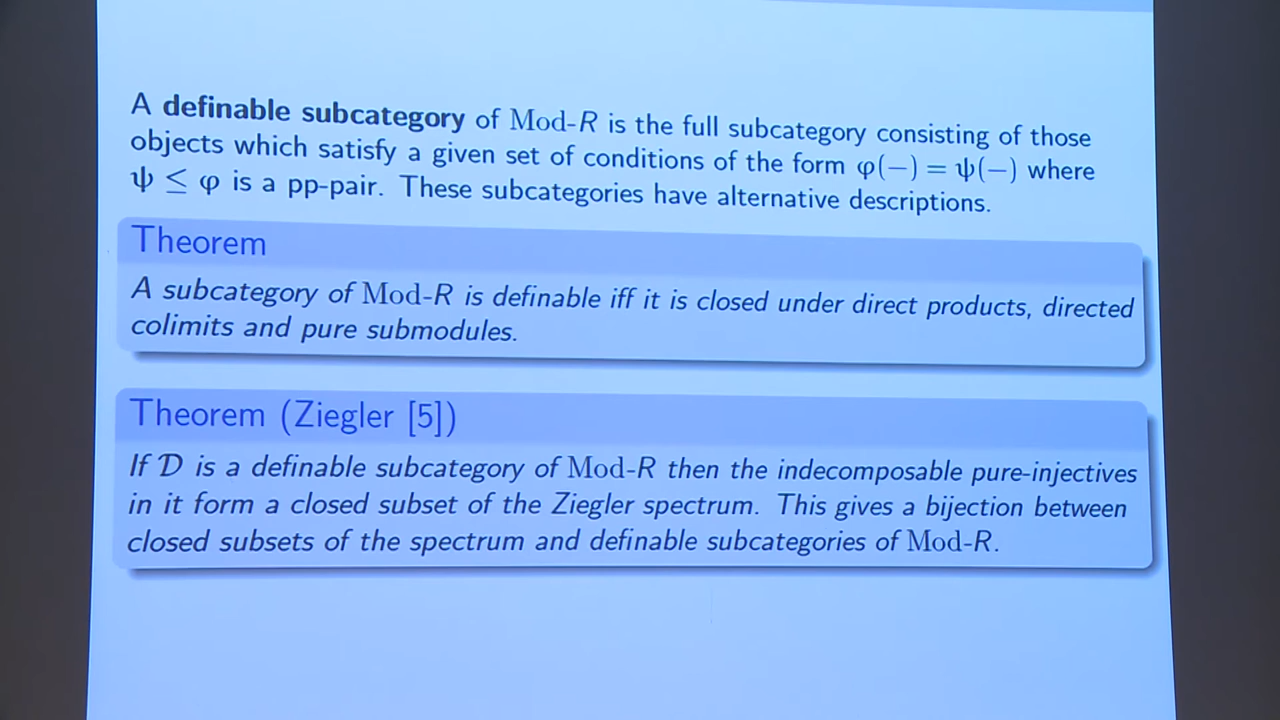 A definable subcategory of Mod-R is the full subcategory consisting of those
objects which satisfy a given set of conditions of the form φ(−) = ψ(−) where
ψ ≤ φ is a pp-pair. These subcategories have alternative descriptions.
Theorem
A subcategory of Mod-R is definable iff it is closed under direct products, directed
colimits and pure submodules.
Theorem (Ziegler [5])
If 𝒟 is a definable subcategory of Mod-R then the indecomposable pure-injectives
in it form a closed subset of the Ziegler spectrum. This gives a bijection between
closed subsets of the spectrum and definable subcategories of Mod-R.